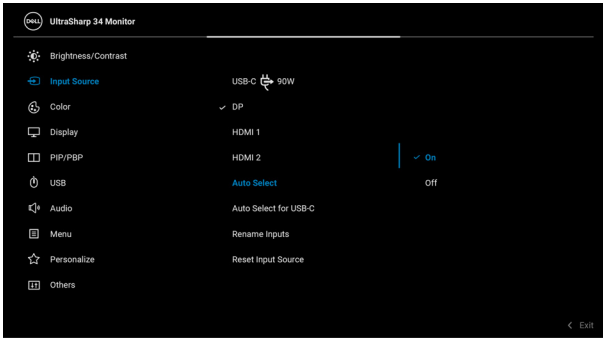 DELL UltraSharp 34 Monitor
Brightness/Contrast
Input Source USB-C 90W
Color DP
Display HDMI 1
PIP/PBP HDMI 2 On
USB Auto Select Off
Audio Auto Select for USB-C
Menu Rename Inputs
Personalize Reset Input Source
Others
Exit